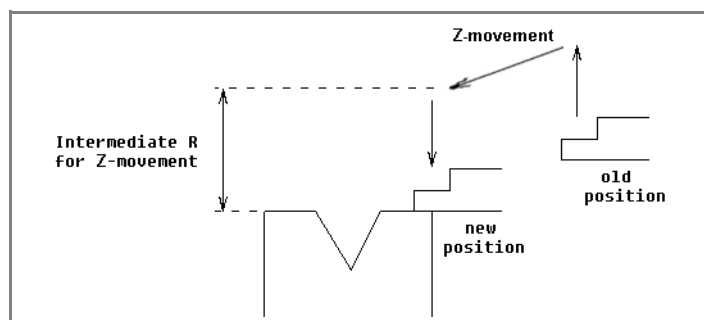 Z-movement
Intermediate R
for Z-movement
old
position
new
position